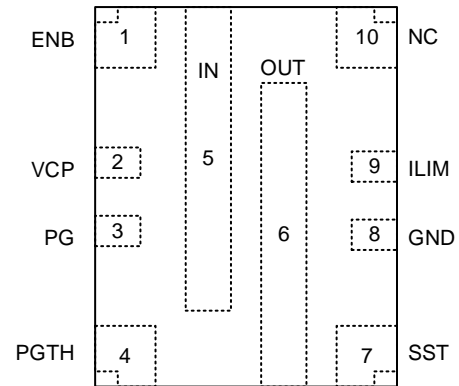 ENB 1 10 NC
IN OUT
VCP 2 5 9 ILIM
PG 3 6 8 GND
PGTH 4 7 SST